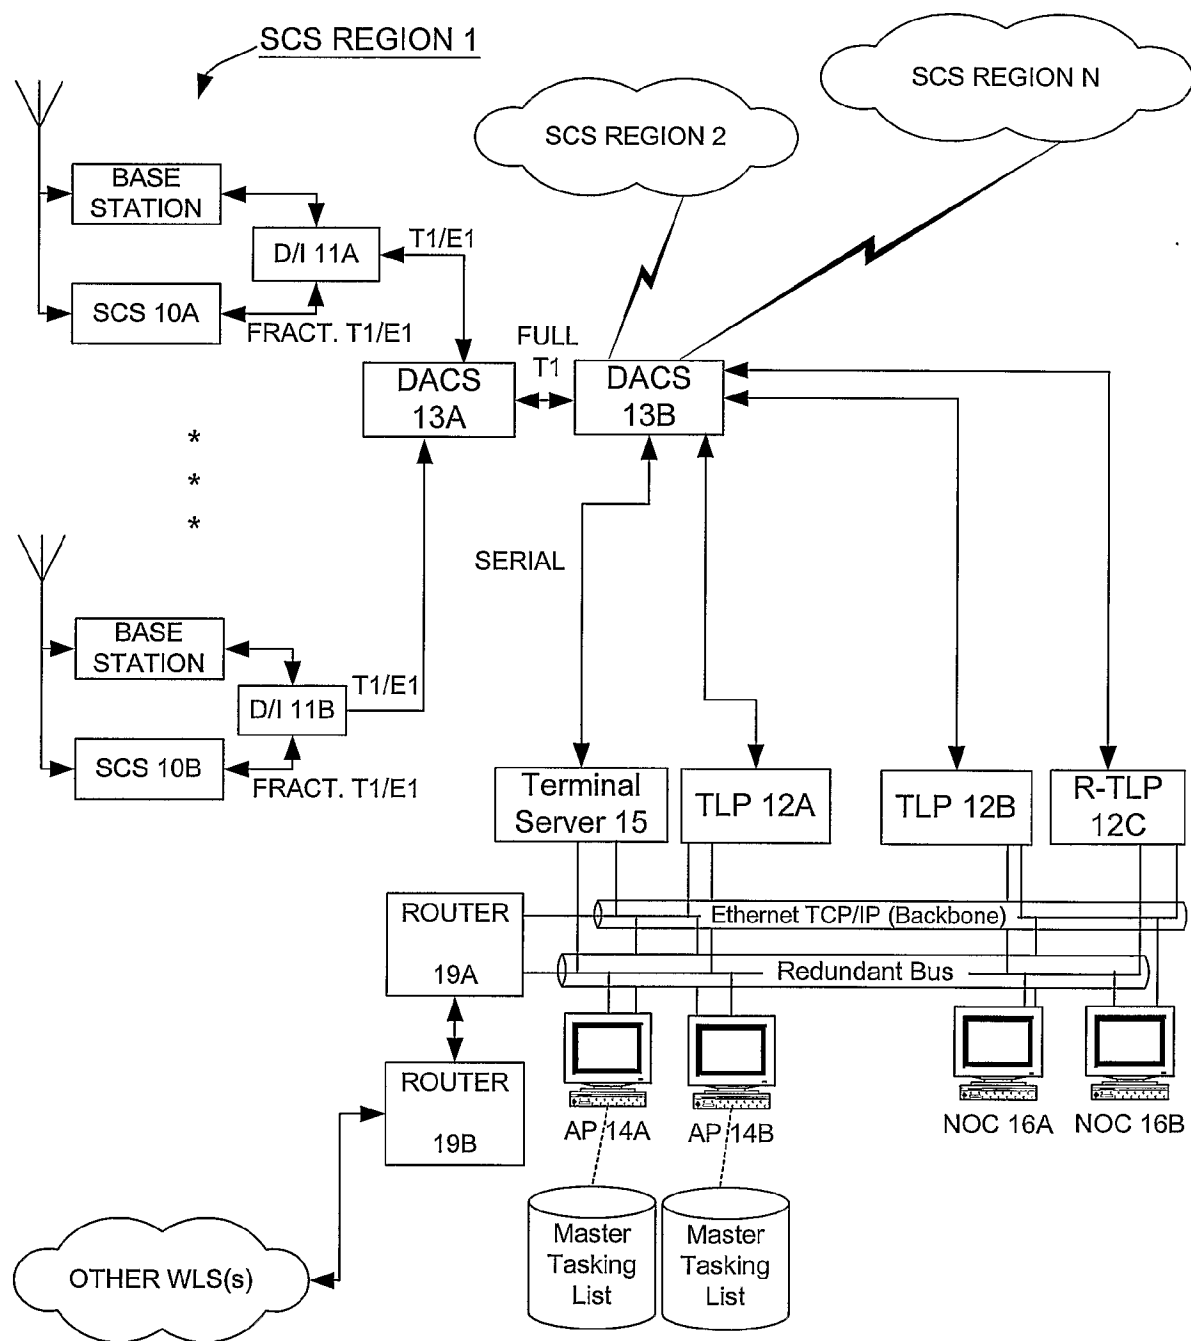 SCS REGION 1
SCS REGION 2
SCS REGION N
BASE
STATION
D/I 11A
T1/E1
SCS 10A
FRACT. T1/E1
FULL
T1
DACS
13A
DACS
13B
*
*
*
SERIAL
BASE
STATION
D/I 11B
T1/E1
SCS 10B
FRACT. T1/E1
Terminal
Server 15
TLP 12A
TLP 12B
R-TLP
12C
ROUTER
19A
Ethernet TCP/IP (Backbone)
Redundant Bus
ROUTER
19B
AP 14A
AP 14B
NOC 16A
NOC 16B
Master
Tasking
List
Master
Tasking
List
OTHER WLS(s)